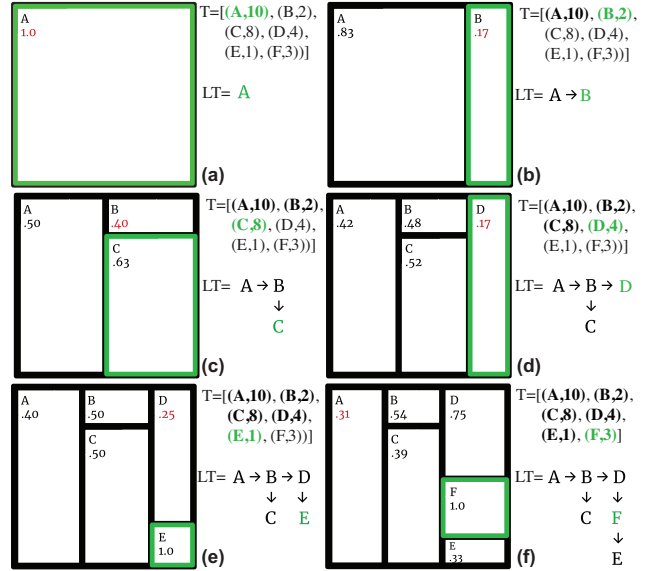 A
1.0
T=[(A,10), (B,2),
(C,8), (D,4),
(E,1), (F,3))]
LT= A
(a)
A
.83
B
.17
T=[(A,10), (B,2),
(C,8), (D,4),
(E,1), (F,3))]
LT= A → B
(b)
A
.50
B
.40
C
.63
T=[(A,10), (B,2),
(C,8), (D,4),
(E,1), (F,3))]
LT= A → B
↓
C
(c)
A
.42
B
.48
C
.52
D
.17
T=[(A,10), (B,2),
(C,8), (D,4),
(E,1), (F,3))]
LT= A → B → D
↓
C
(d)
A
.40
B
.50
C
.50
D
.25
E
1.0
T=[(A,10), (B,2),
(C,8), (D,4),
(E,1), (F,3))]
LT= A → B → D
↓ ↓
C E
(e)
A
.31
B
.54
C
.39
D
.75
F
1.0
E
.33
T=[(A,10), (B,2),
(C,8), (D,4),
(E,1), (F,3)]
LT= A → B → D
↓ ↓
C F
↓
E
(f)